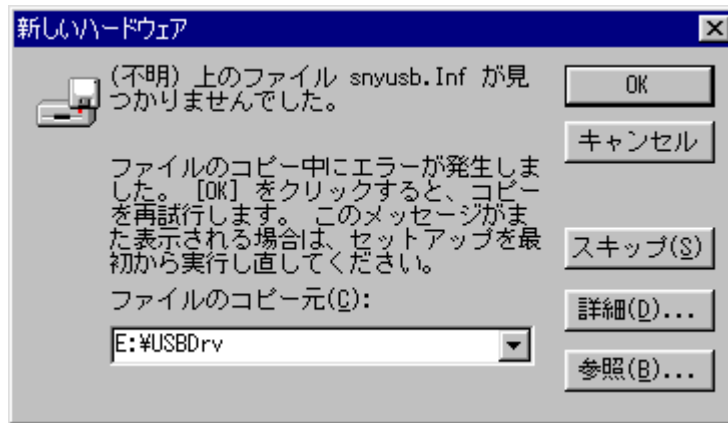 新しいハードウェア
(不明) 上のファイル snyusb.Inf が見
つかりませんでした。
OK
キャンセル
ファイルのコピー中にエラーが発生しま
した。 [OK] をクリックすると、コピー
を再試行します。 このメッセージがま
た表示される場合は、セットアップを最
初から実行し直してください。
スキップ(S)
ファイルのコピー元(C):
詳細(D)...
E:¥USBDrv
参照(B)...